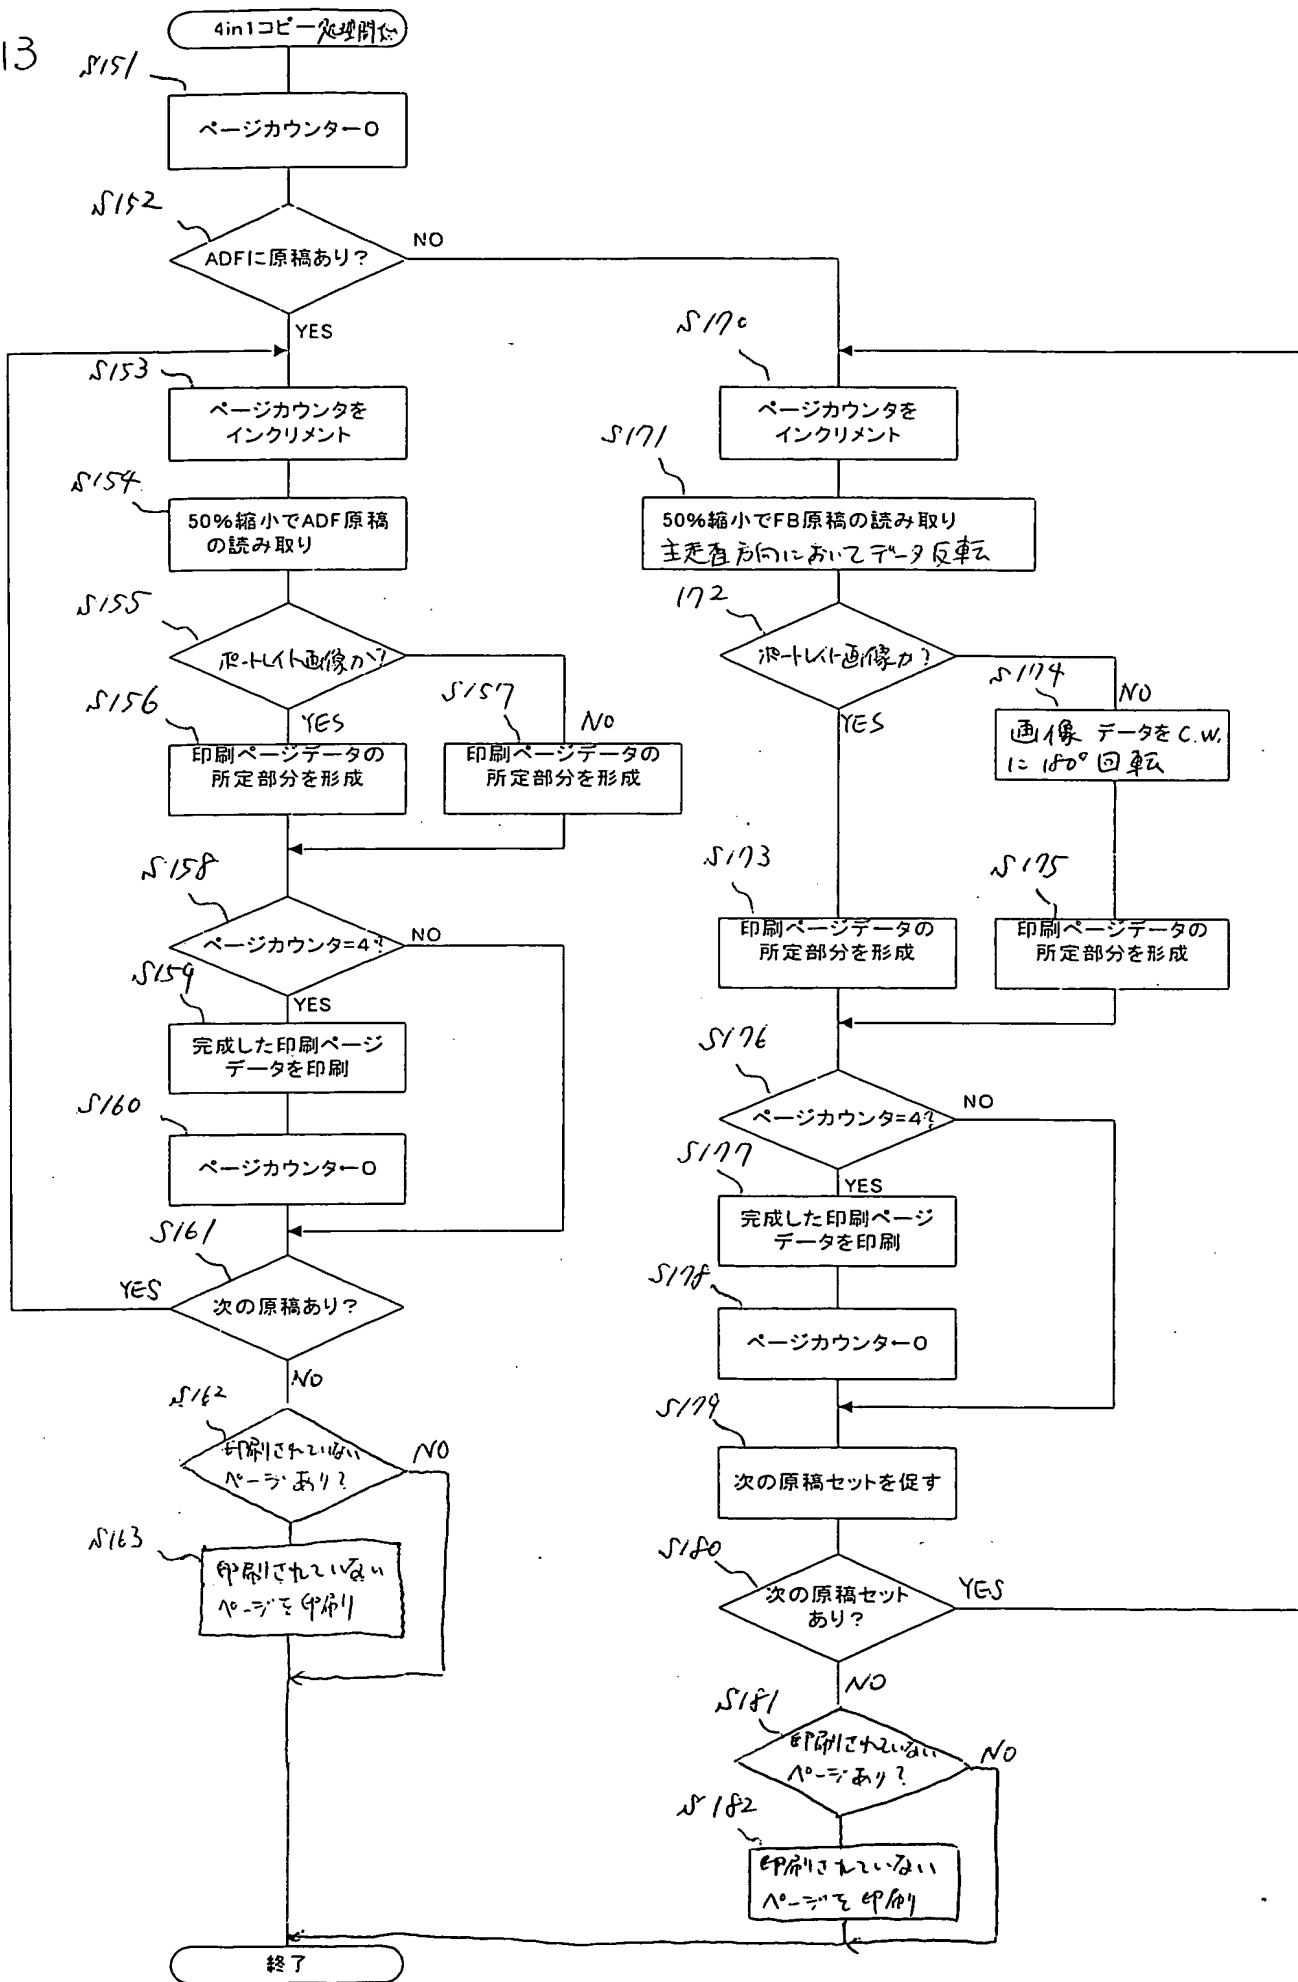 13
4in1コピー処理開始
S151
ページカウンタ←0
S152
ADFに原稿あり?
NO
YES
S153
ページカウンタを
インクリメント
S154
50%縮小でADF原稿
の読み取り
S155
ポートレイト画像か?
S156
YES
印刷ページデータの
所定部分を形成
S157
NO
印刷ページデータの
所定部分を形成
S158
ページカウンタ=4?
NO
S159
YES
完成した印刷ページ
データを印刷
S160
ページカウンタ←0
S161
YES
次の原稿あり?
NO
S162
印刷されていない
ページあり?
NO
S163
印刷されていない
ページを印刷
S170
ページカウンタを
インクリメント
S171
50%縮小でFB原稿の読み取り
主走査方向においてデータ反転
172
ポートレイト画像か?
YES
S174
NO
画像データをC.W.
に180°回転
S173
印刷ページデータの
所定部分を形成
S175
印刷ページデータの
所定部分を形成
S176
ページカウンタ=4?
NO
S177
YES
完成した印刷ページ
データを印刷
S178
ページカウンタ←0
S179
次の原稿セットを促す
S180
次の原稿セット
あり?
YES
NO
S181
印刷されていない
ページあり?
NO
S182
印刷されていない
ページを印刷
終了